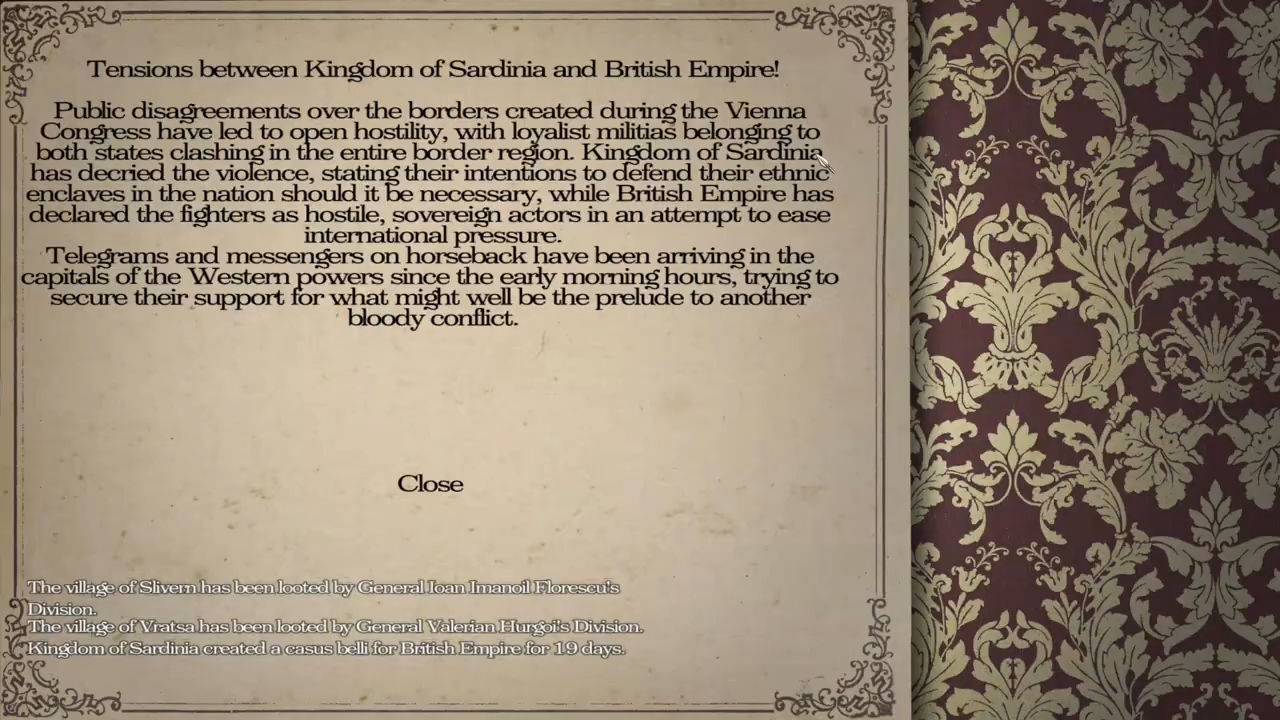 Tensions between Kingdom of Sardinia and British Empire!
Public disagreements over the borders created during the Vienna
Congress have led to open hostility, with loyalist militias belonging to
both states clashing in the entire border region. Kingdom of Sardinia
has decried the violence, stating their intentions to defend their ethnic
enclaves in the nation should it be necessary, while British Empire has
declared the fighters as hostile, sovereign actors in an attempt to ease
international pressure.
Telegrams and messengers on horseback have been arriving in the
capitals of the Western powers since the early morning hours, trying to
secure their support for what might well be the prelude to another
bloody conflict.
Close
The village of Slivern has been looted by General Ioan Imanoil Florescu's
Division.
The village of Vratsa has been looted by General Valerian Hurgoi's Division.
Kingdom of Sardinia created a casus belli for British Empire for 19 days.